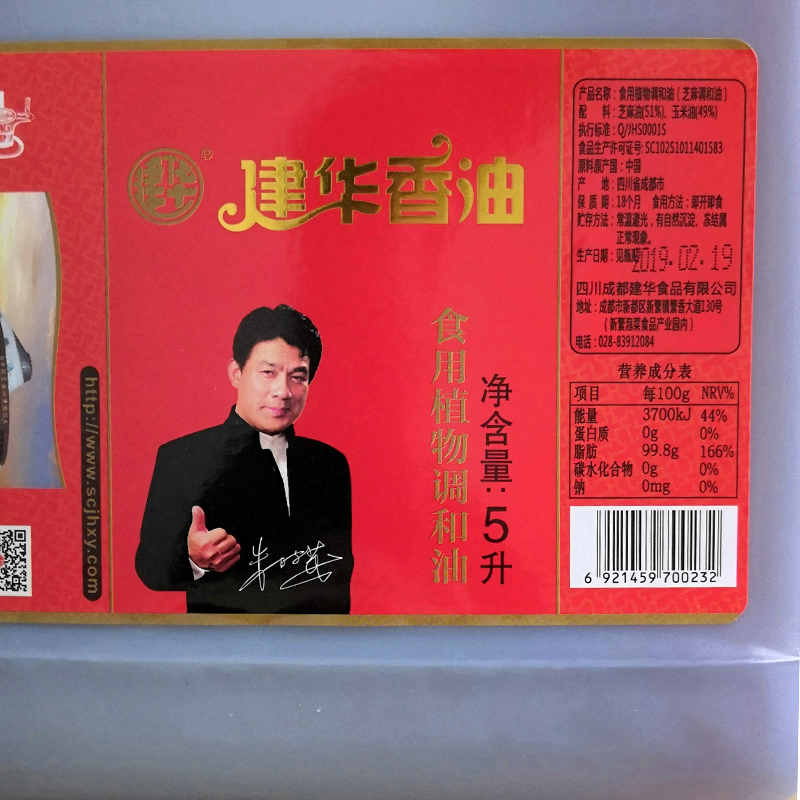 http://www.scjhxy.com
建华
®
建华香油
食用植物调和油
净含量:5升
产品名称:食用植物调和油(芝麻调和油)
配 料:芝麻油(51%)、玉米油(49%)
执行标准:Q/JHS0001S
食品生产许可证号:SC10251011401583
原料原产国:中国
产 地:四川省成都市
保 质 期:18个月 食用方法:即开即食
贮存方法:常温避光,有自然沉淀、冻结属
正常现象。
生产日期:见瓶 2019.02.19
四川成都建华食品有限公司
地址:成都市新都区新繁镇繁香大道130号
(新繁泡菜食品产业园内)
电话:028-83912084
营养成分表
项目 每100g NRV%
能量 3700kJ 44%
蛋白质 0g 0%
脂肪 99.8g 166%
碳水化合物 0g 0%
钠 0mg 0%
6 921459 700232